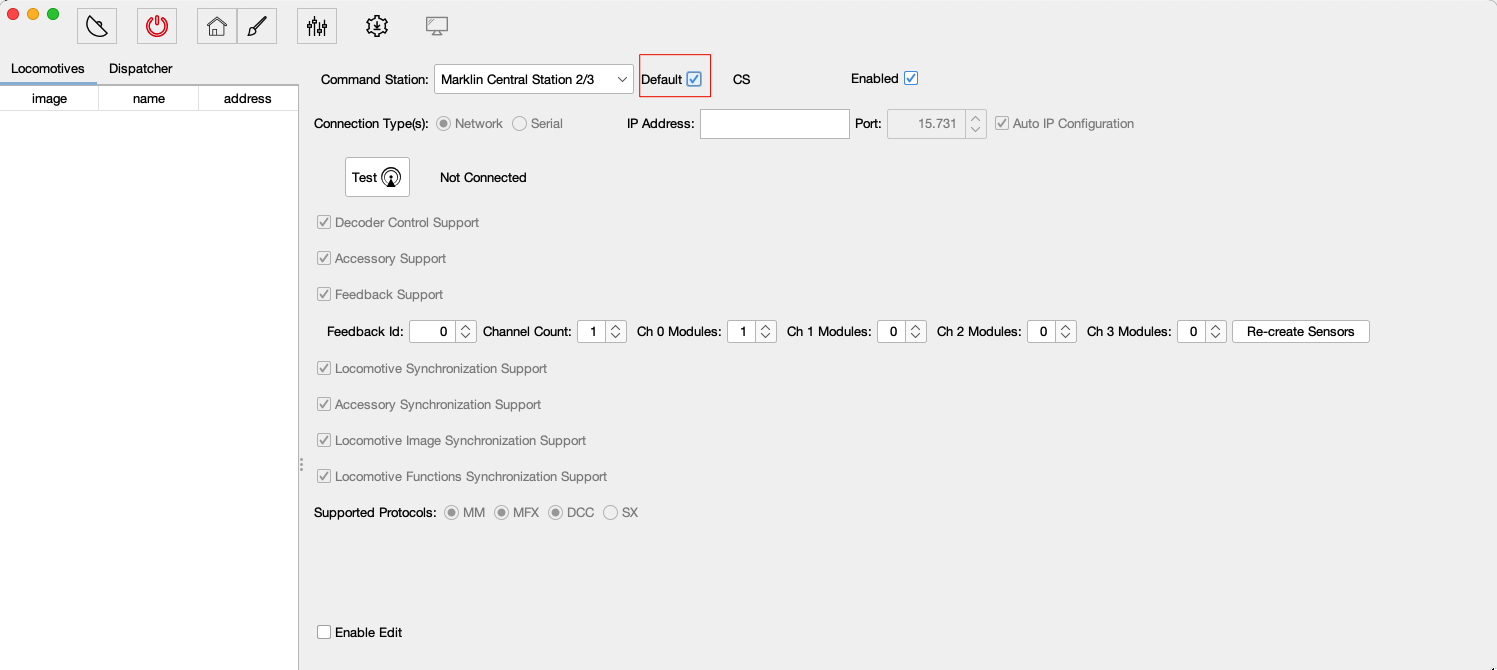 Locomotives Dispatcher
image name address
Command Station: Marklin Central Station 2/3 Default CS Enabled
Connection Type(s): Network Serial IP Address: Port: 15.731 Auto IP Configuration
Test Not Connected
Decoder Control Support
Accessory Support
Feedback Support
Feedback Id: 0 Channel Count: 1 Ch 0 Modules: 1 Ch 1 Modules: 0 Ch 2 Modules: 0 Ch 3 Modules: 0 Re-create Sensors
Locomotive Synchronization Support
Accessory Synchronization Support
Locomotive Image Synchronization Support
Locomotive Functions Synchronization Support
Supported Protocols: MM MFX DCC SX
Enable Edit